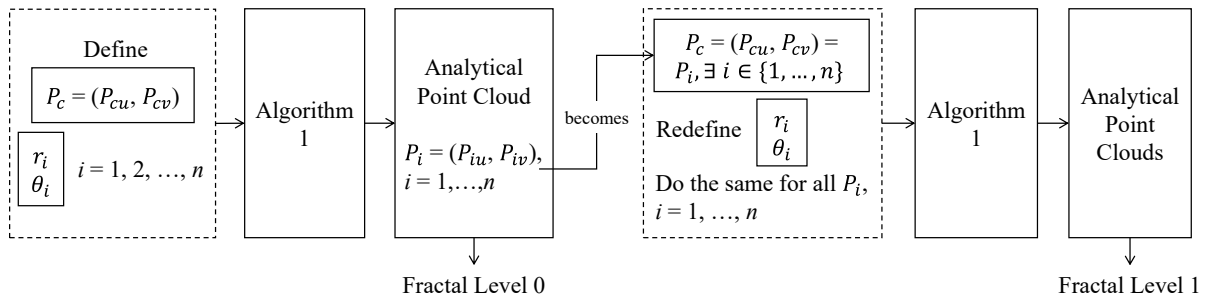 Define
P_c = (P_cu, P_cv)
r_i
θ_i
i = 1, 2, …, n
Algorithm
1
Analytical
Point Cloud
P_i = (P_iu, P_iv),
i = 1,…,n
Fractal Level 0
becomes
P_c = (P_cu, P_cv) =
P_i, ∃ i ∈ {1, … , n}
Redefine
r_i
θ_i
Do the same for all P_i,
i = 1, …, n
Algorithm
1
Analytical
Point
Clouds
Fractal Level 1